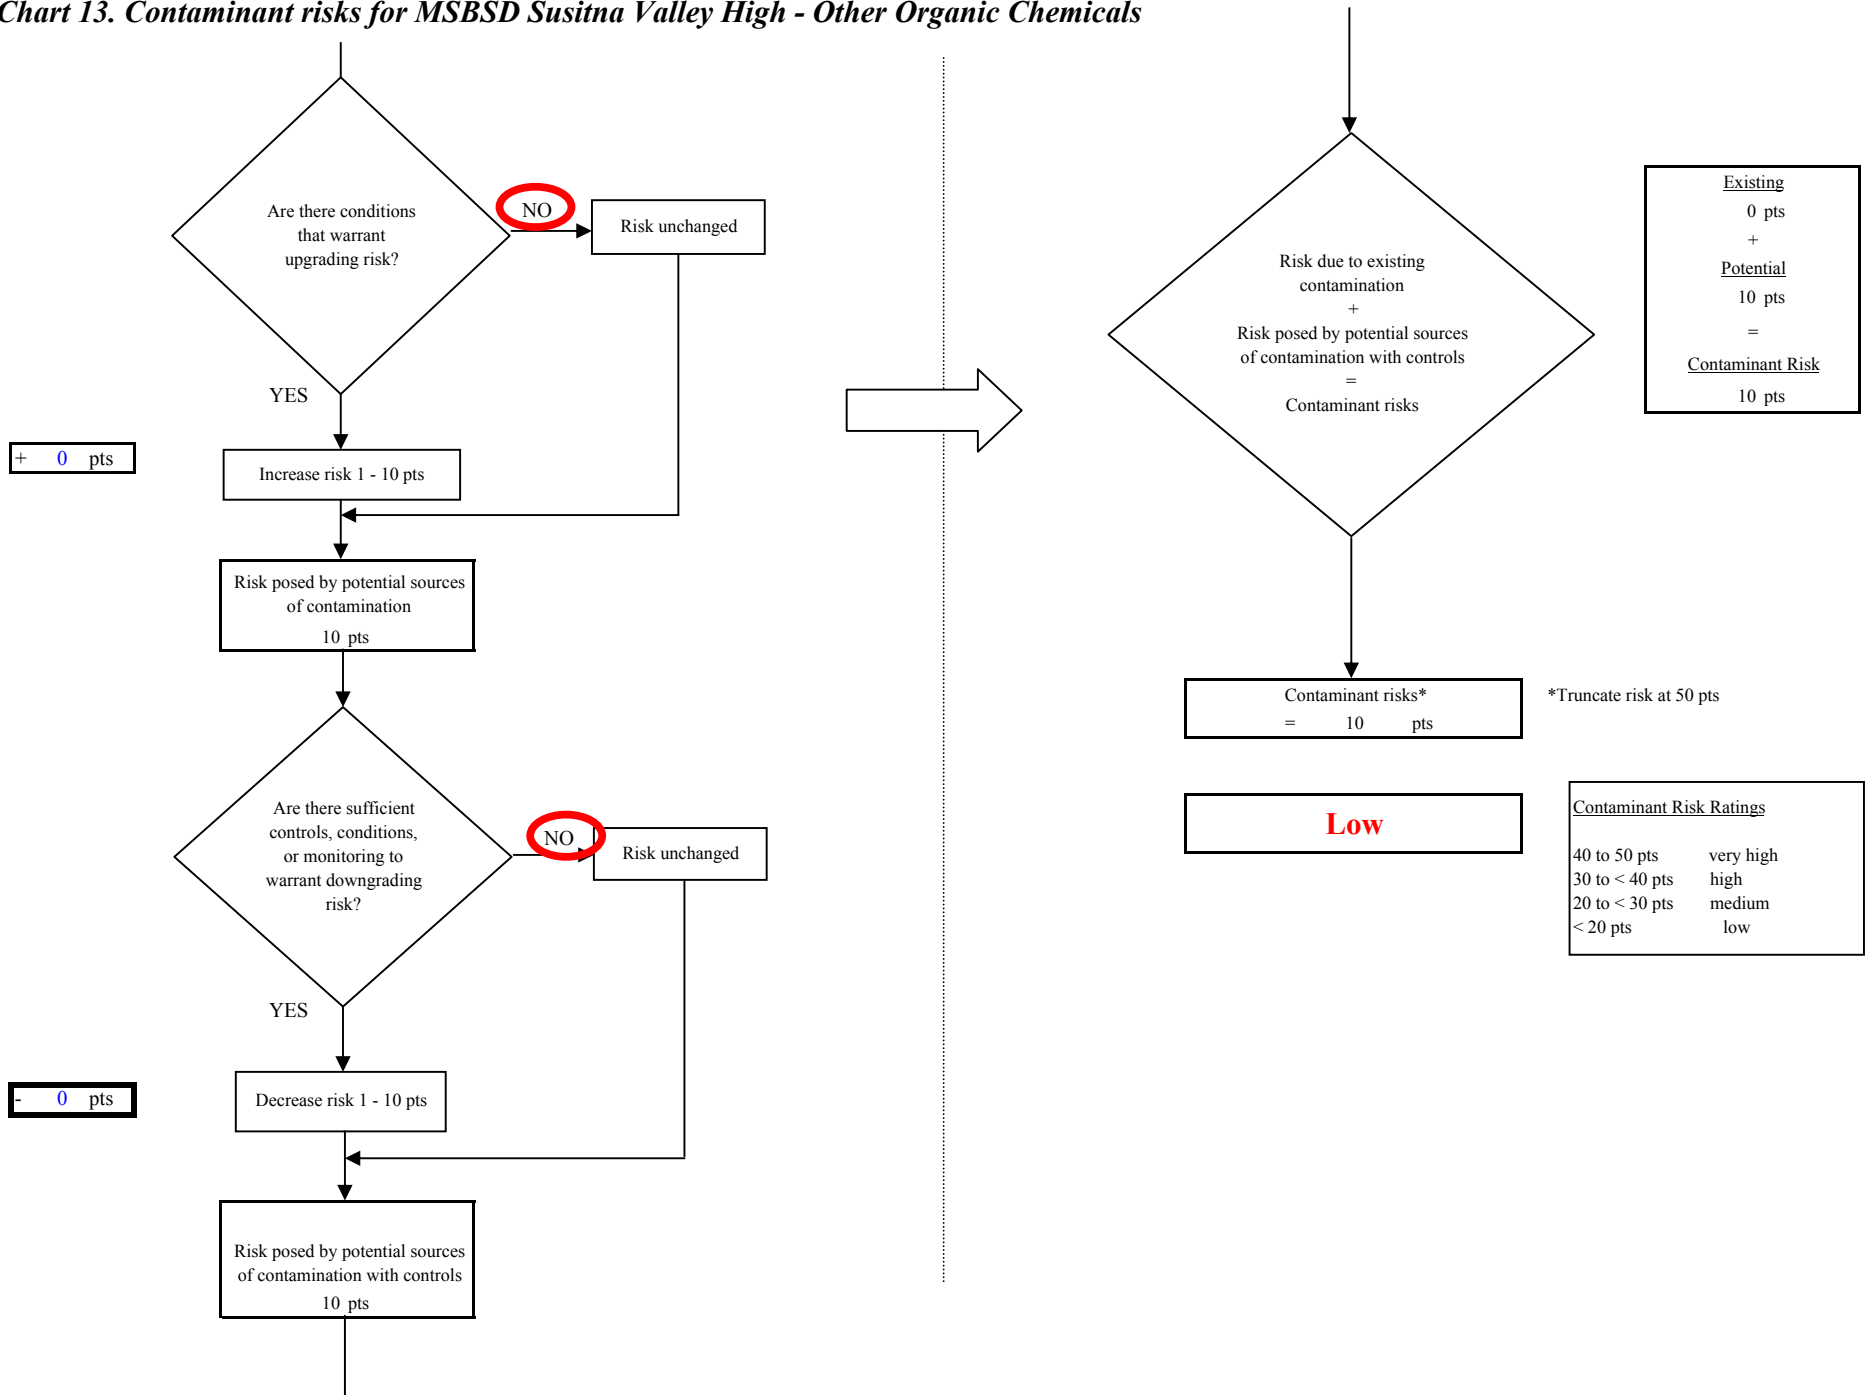 Chart 13. Contaminant risks for MSBSD Susitna Valley High - Other Organic Chemicals
Are there conditions
that warrant
upgrading risk?
NO
Risk unchanged
YES
+ 0 pts
Increase risk 1 - 10 pts
Risk posed by potential sources
of contamination
10 pts
Are there sufficient
controls, conditions,
or monitoring to
warrant downgrading
risk?
NO
Risk unchanged
YES
- 0 pts
Decrease risk 1 - 10 pts
Risk posed by potential sources
of contamination with controls
10 pts
Risk due to existing
contamination
+
Risk posed by potential sources
of contamination with controls
=
Contaminant risks
Existing
0 pts
+
Potential
10 pts
=
Contaminant Risk
10 pts
Contaminant risks*
= 10 pts
*Truncate risk at 50 pts
Low
Contaminant Risk Ratings
40 to 50 pts very high
30 to < 40 pts high
20 to < 30 pts medium
< 20 pts low